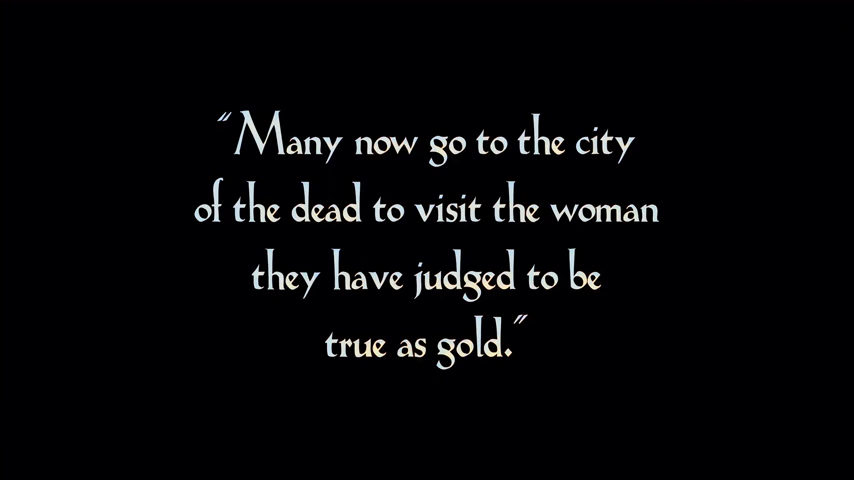 "Many now go to the city
of the dead to visit the woman
they have judged to be
true as gold."